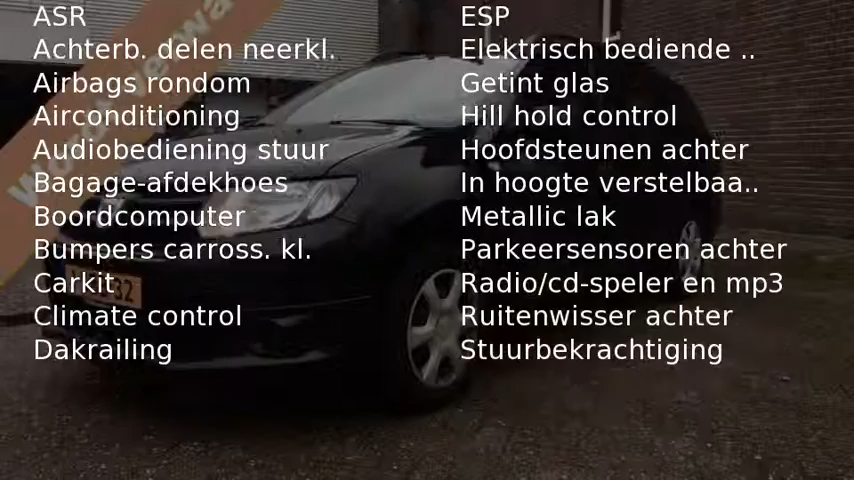 ASR
Achterb. delen neerkl.
Airbags rondom
Airconditioning
Audiobediening stuur
Bagage-afdekhoes
Boordcomputer
Bumpers carross. kl.
Carkit
Climate control
Dakrailing
ESP
Elektrisch bediende ..
Getint glas
Hill hold control
Hoofdsteunen achter
In hoogte verstelbaa..
Metallic lak
Parkeersensoren achter
Radio/cd-speler en mp3
Ruitenwisser achter
Stuurbekrachtiging